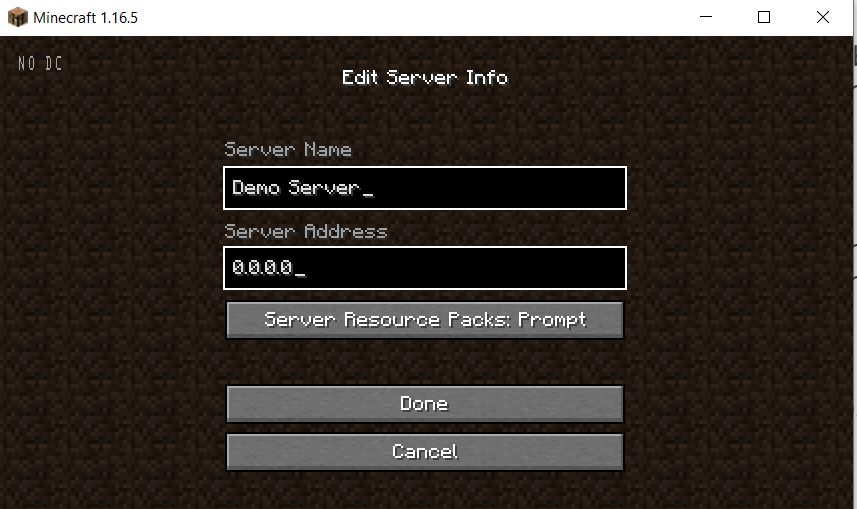 Minecraft 1.16.5
NO DC
Edit Server Info
Server Name
Demo Server_
Server Address
0.0.0.0_
Server Resource Packs: Prompt
Done
Cancel